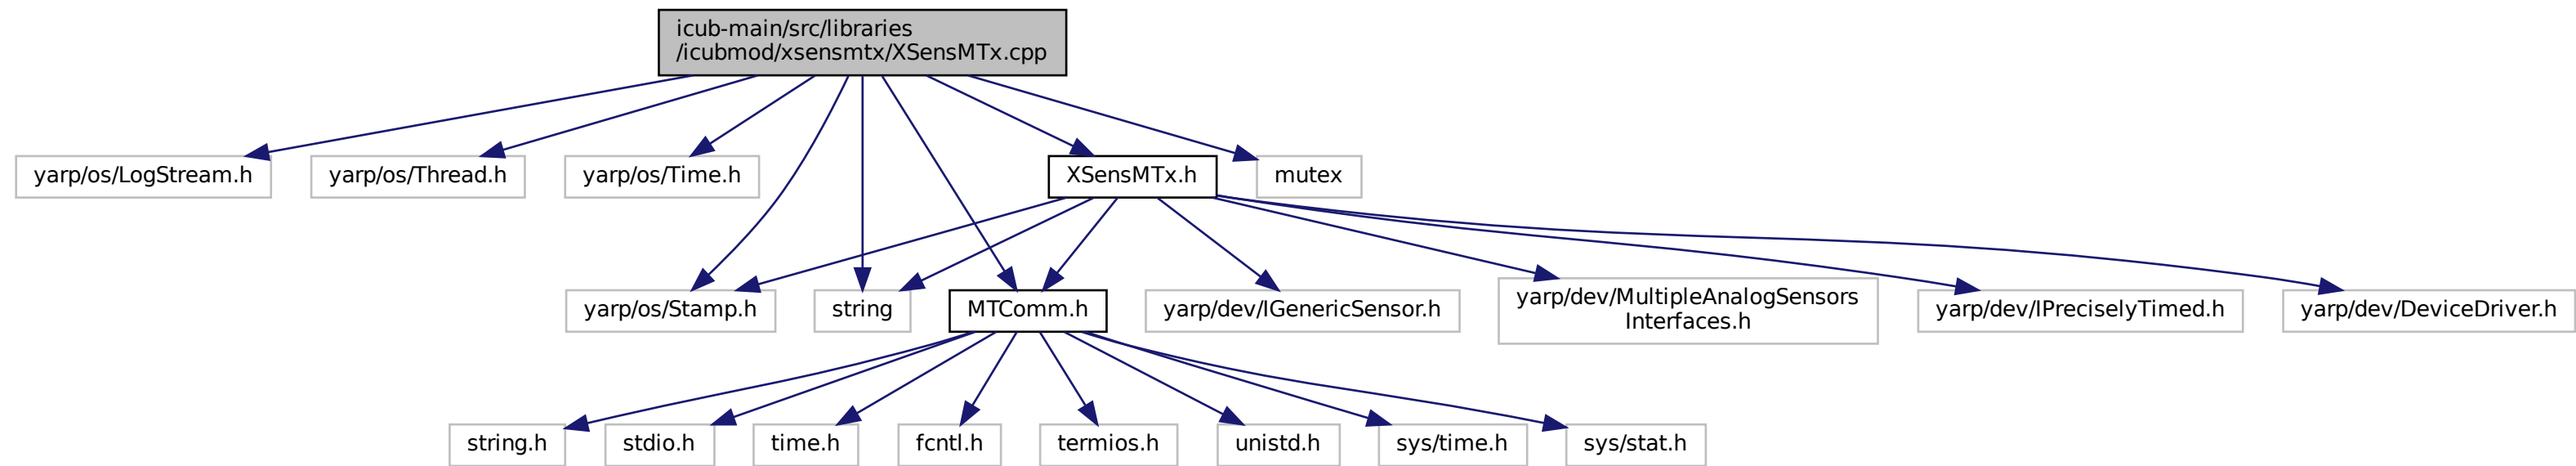 icub-main/src/libraries
/icubmod/xsensmtx/XSensMTx.cpp
yarp/os/LogStream.h
yarp/os/Thread.h
yarp/os/Time.h
XSensMTx.h
mutex
yarp/os/Stamp.h
string
MTComm.h
yarp/dev/IGenericSensor.h
yarp/dev/MultipleAnalogSensors
Interfaces.h
yarp/dev/IPreciselyTimed.h
yarp/dev/DeviceDriver.h
string.h
stdio.h
time.h
fcntl.h
termios.h
unistd.h
sys/time.h
sys/stat.h